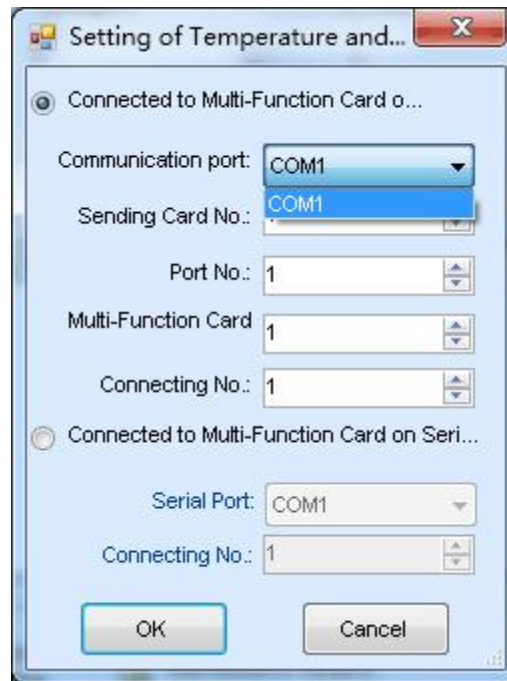 Setting of Temperature and...
Connected to Multi-Function Card o...
Communication port: COM1
COM1
Sending Card No.:
Port No.: 1
Multi-Function Card 1
Connecting No.: 1
Connected to Multi-Function Card on Seri...
Serial Port: COM1
Connecting No.: 1
OK Cancel